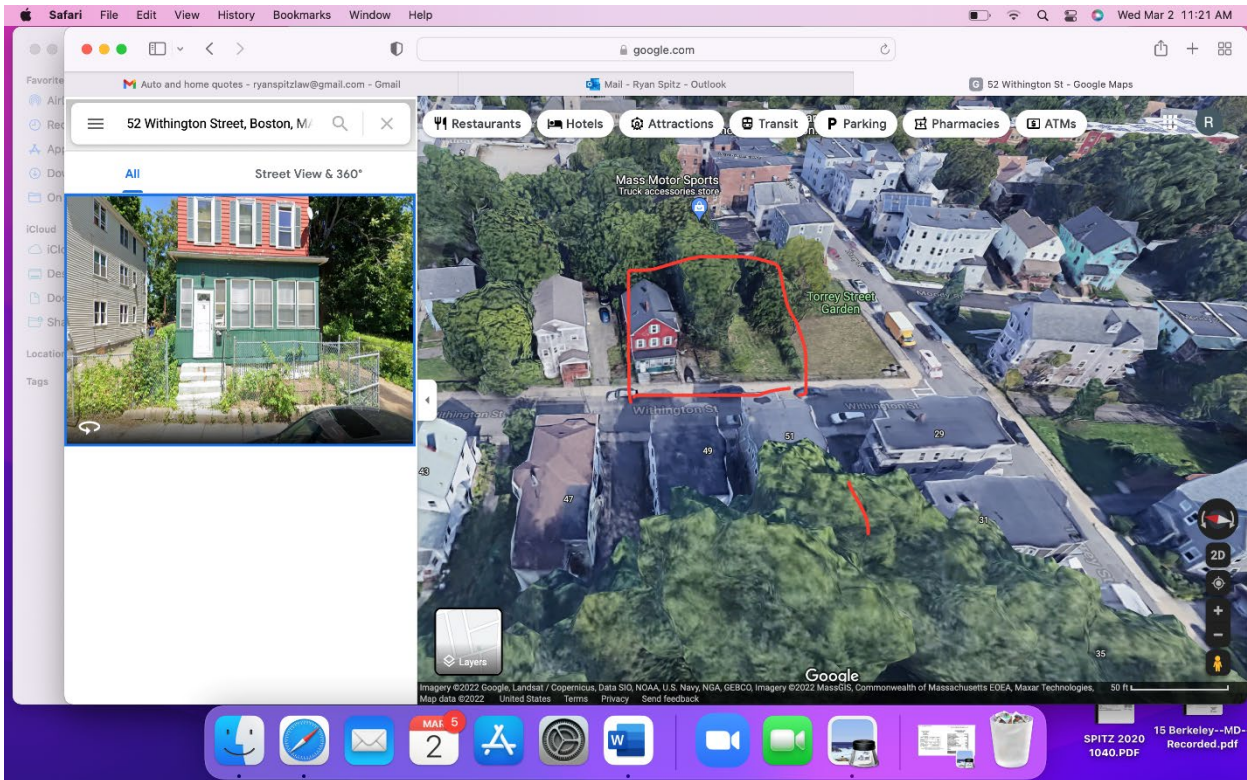 Safari File Edit View History Bookmarks Window Help Wed Mar 2 11:21 AM
google.com
Auto and home quotes - ryanspitzlaw@gmail.com - Gmail
Mail - Ryan Spitz - Outlook
G 52 Withington St - Google Maps
Favorite
iCloud
Tags
52 Withington Street, Boston,
All
Street View & 360°
Restaurants
Hotels
Attractions
Transit
P Parking
Pharmacies
ATMs
R
Mass Motor Sports
Truck accessories store
Torrey Street
Garden
Withington St
Withington St
43
47
49
51
29
31
35
2D
Layers
Google
Imagery ©2022 Google, Landsat / Copernicus, Data SIO, NOAA, U.S. Navy, NGA, GEBCO, Imagery ©2022 MassGIS, Commonwealth of Massachusetts EOEA, Maxar Technologies, 50 ft
Map data ©2022 United States Terms Privacy Send feedback
MAR 5
2
W
SPITZ 2020
1040.PDF
15 Berkeley--MD-
Recorded.pdf